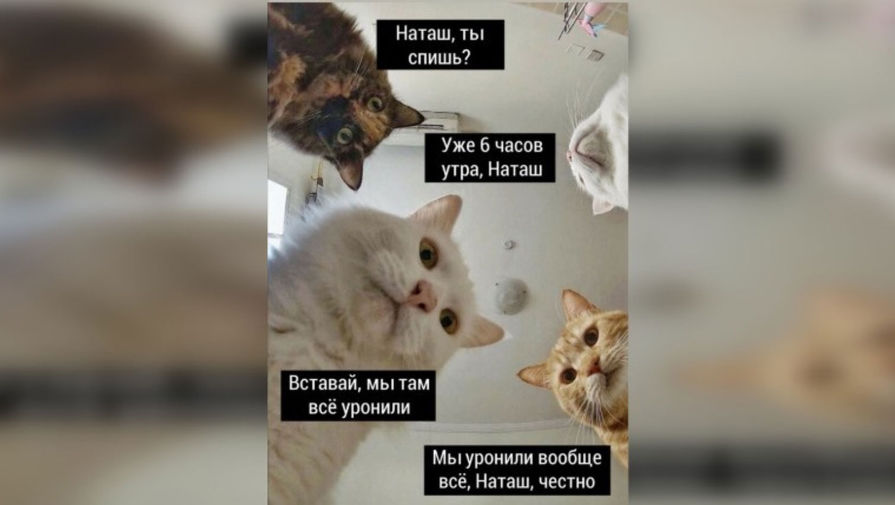 Наташ, ты
спишь?
Уже 6 часов
утра, Наташ
Вставай, мы там
всё уронили
Мы уронили вообще
всё, Наташ, честно